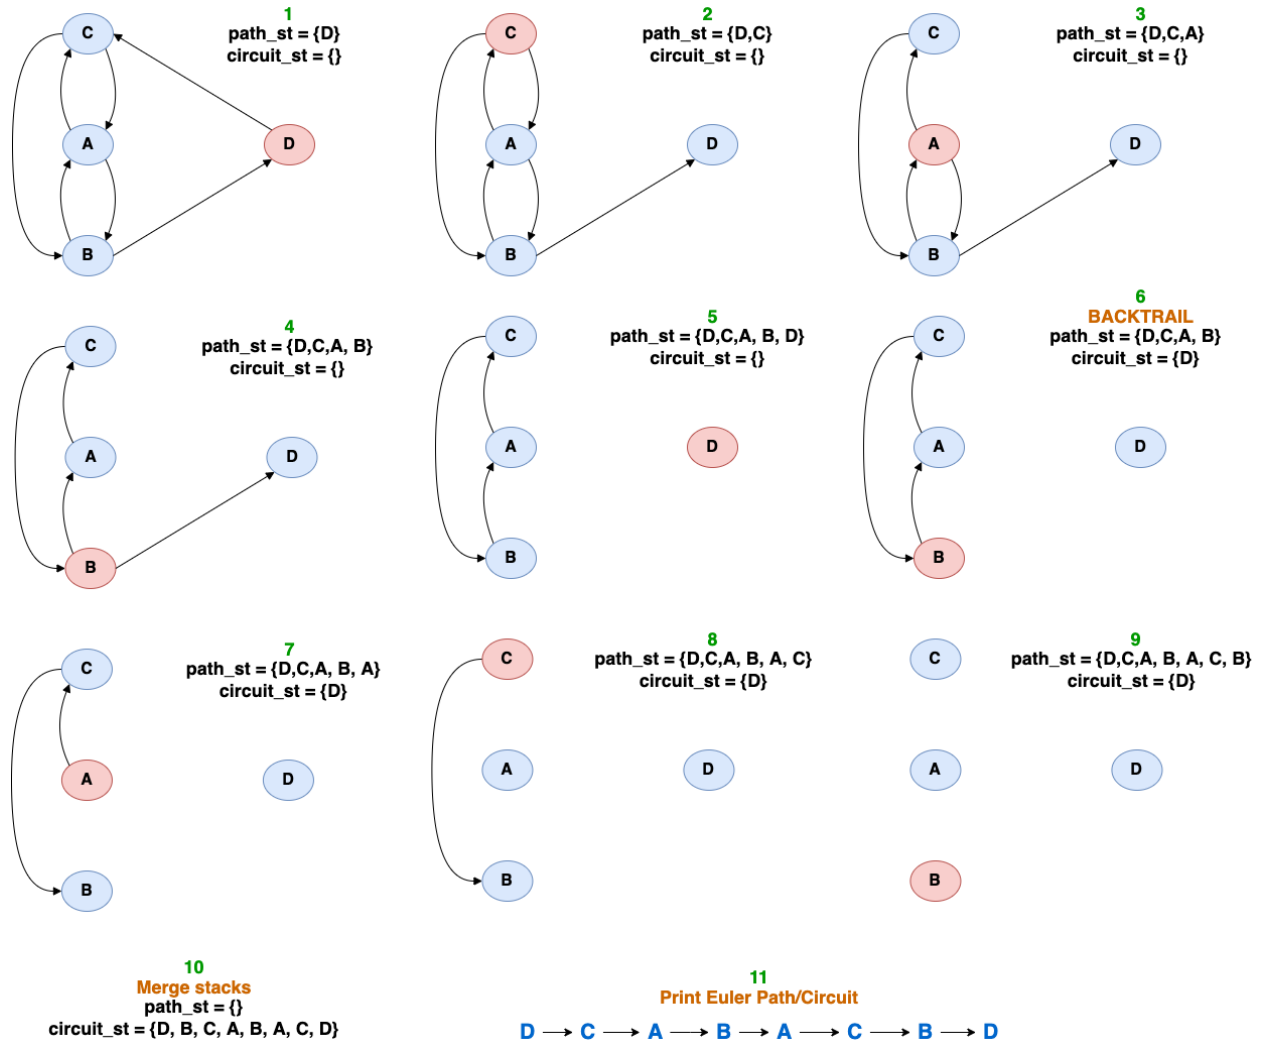 1
path_st = {D}
circuit_st = {}
C
A
D
B
2
path_st = {D,C}
circuit_st = {}
C
A
D
B
3
path_st = {D,C,A}
circuit_st = {}
C
A
D
B
4
path_st = {D,C,A, B}
circuit_st = {}
C
A
D
B
5
path_st = {D,C,A, B, D}
circuit_st = {}
C
A
D
B
6
BACKTRAIL
path_st = {D,C,A, B}
circuit_st = {D}
C
A
D
B
7
path_st = {D,C,A, B, A}
circuit_st = {D}
C
A
D
B
8
path_st = {D,C,A, B, A, C}
circuit_st = {D}
C
A
D
B
9
path_st = {D,C,A, B, A, C, B}
circuit_st = {D}
C
A
D
B
10
Merge stacks
path_st = {}
circuit_st = {D, B, C, A, B, A, C, D}
11
Print Euler Path/Circuit
D C A B A C B D